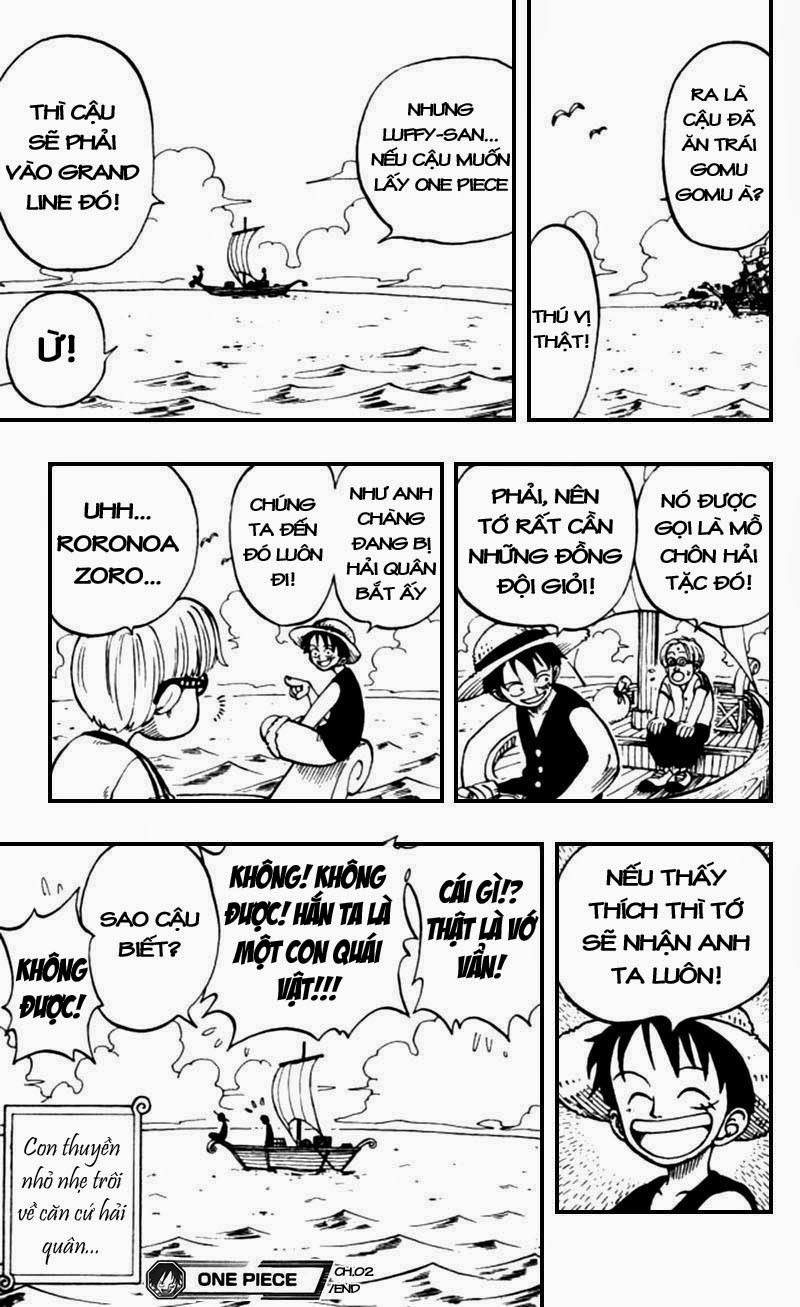 RA LÀ
CẬU ĐÃ
ĂN TRÁI
GOMU
GOMU À?
THÚ VỊ
THẬT!
NHƯNG
LUFFY-SAN...
NẾU CẬU MUỐN
LẤY ONE PIECE
THÌ CẬU
SẼ PHẢI
VÀO GRAND
LINE ĐÓ!
Ừ!
NÓ ĐƯỢC
GỌI LÀ MỒ
CHÔN HẢI
TẶC ĐÓ!
PHẢI, NÊN
TỚ RẤT CẦN
NHỮNG ĐỒNG
ĐỘI GIỎI!
NHƯ ANH
CHÀNG
ĐANG BỊ
HẢI QUÂN
BẮT ẤY
CHÚNG
TA ĐẾN
ĐÓ LUÔN
ĐI!
UHH...
RORONOA
ZORO...
NẾU THẤY
THÍCH THÌ TỚ
SẼ NHẬN ANH
TA LUÔN!
CÁI GÌ!?
THẬT LÀ VỚ
VẨN!
KHÔNG! KHÔNG
ĐƯỢC! HẮN TA LÀ
MỘT CON QUÁI
VẬT!!!
SAO CẬU
BIẾT?
KHÔNG
ĐƯỢC!
Con thuyền
nhỏ nhẹ trôi
về căn cứ hải
quân...
ONE PIECE
CH.02
/END